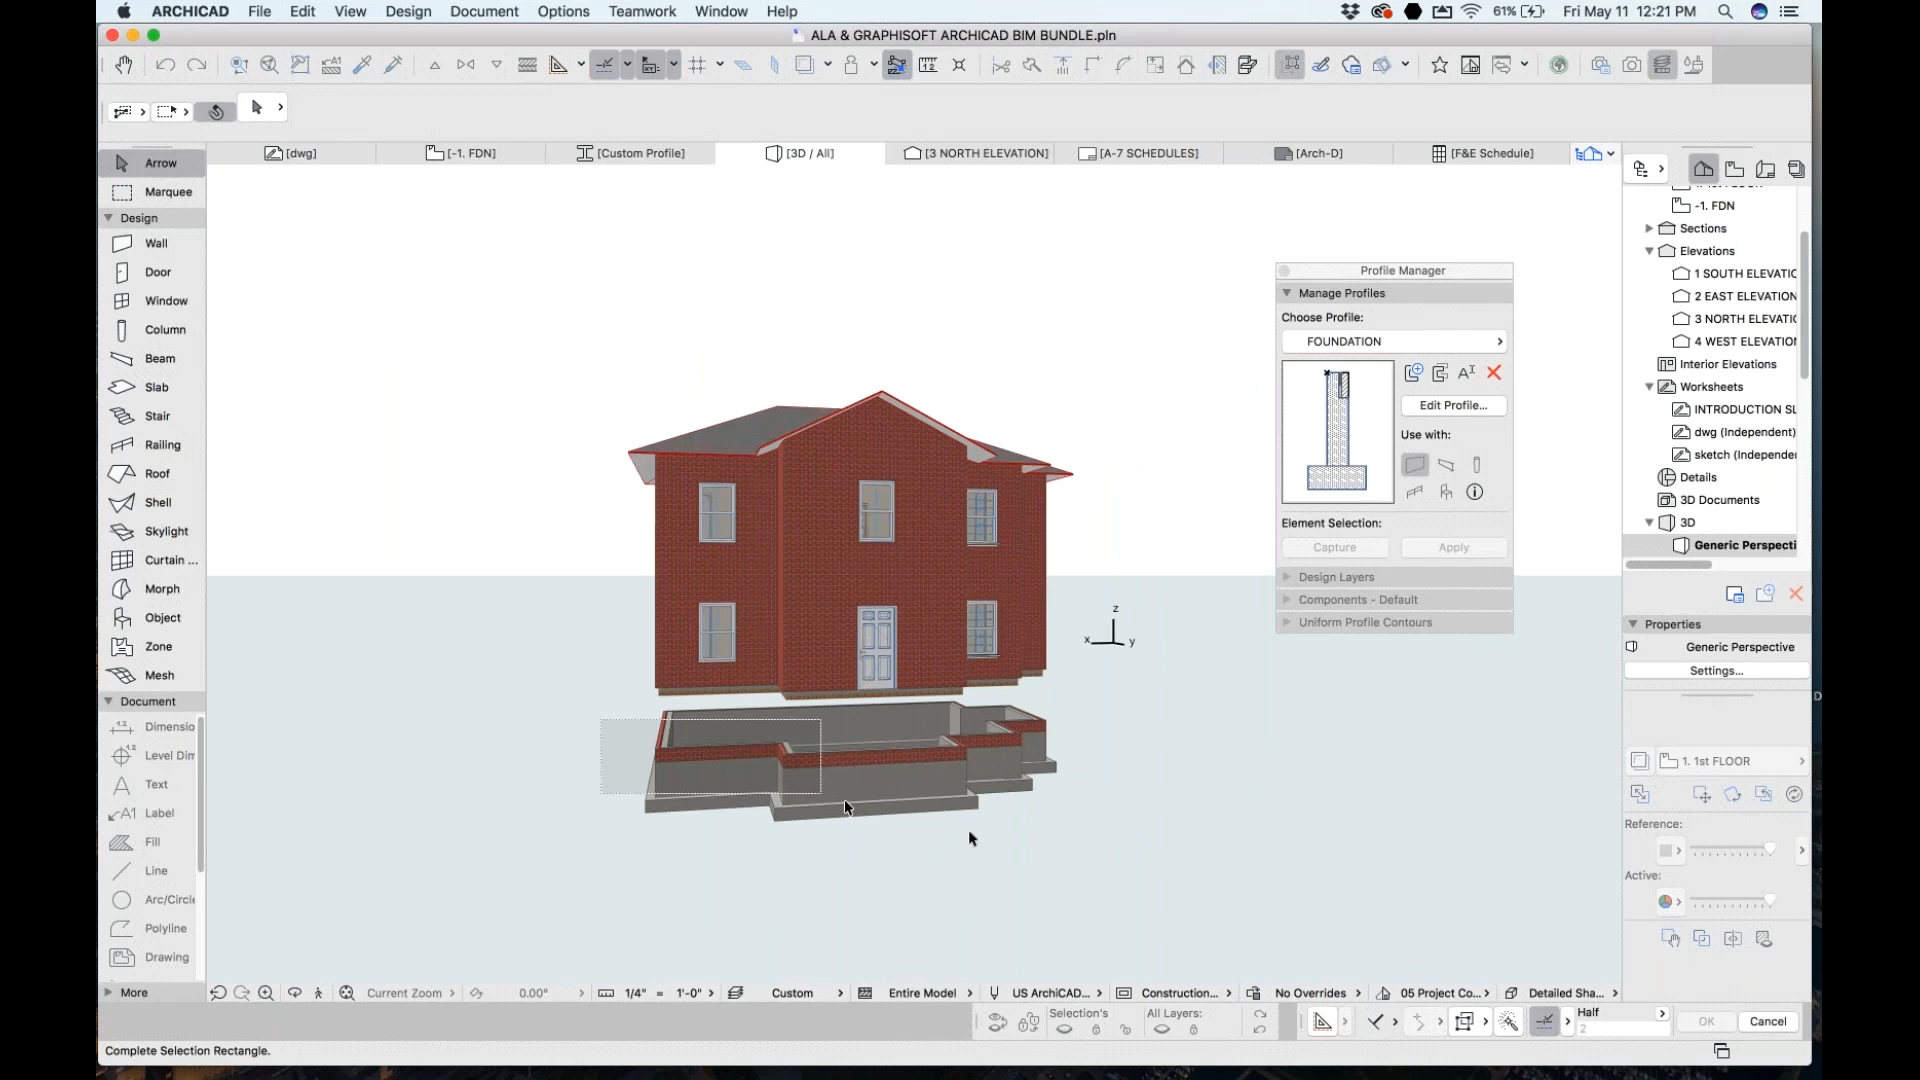 ARCHICAD File Edit View Design Document Options Teamwork Window Help 61% Fri May 11 12:21 PM
ALA & GRAPHISOFT ARCHICAD BIM BUNDLE.pln
[dwg] [-1. FDN] [Custom Profile] [3D / All] [3 NORTH ELEVATION] [A-7 SCHEDULES] [Arch-D] [F&E Schedule]
Arrow
Marquee
Design
Wall
Door
Window
Column
Beam
Slab
Stair
Railing
Roof
Shell
Skylight
Curtain ...
Morph
Object
Zone
Mesh
Document
Dimensio
Level Dim
Text
Label
Fill
Line
Arc/Circle
Polyline
Drawing
More
z
x
y
Profile Manager
Manage Profiles
Choose Profile:
FOUNDATION
Edit Profile...
Use with:
Element Selection:
Capture
Apply
Design Layers
Components - Default
Uniform Profile Contours
-1. FDN
Sections
Elevations
1 SOUTH ELEVATIO
2 EAST ELEVATION
3 NORTH ELEVATIO
4 WEST ELEVATION
Interior Elevations
Worksheets
INTRODUCTION SL
dwg (Independent)
sketch (Independe
Details
3D Documents
3D
Generic Perspecti
Properties
Generic Perspective
Settings...
1. 1st FLOOR
Reference:
Active:
Current Zoom 0.00° 1/4" = 1'-0" Custom Entire Model US ArchiCAD... Construction... No Overrides 05 Project Co... Detailed Sha...
Selection's
All Layers:
Half
2
OK
Cancel
Complete Selection Rectangle.